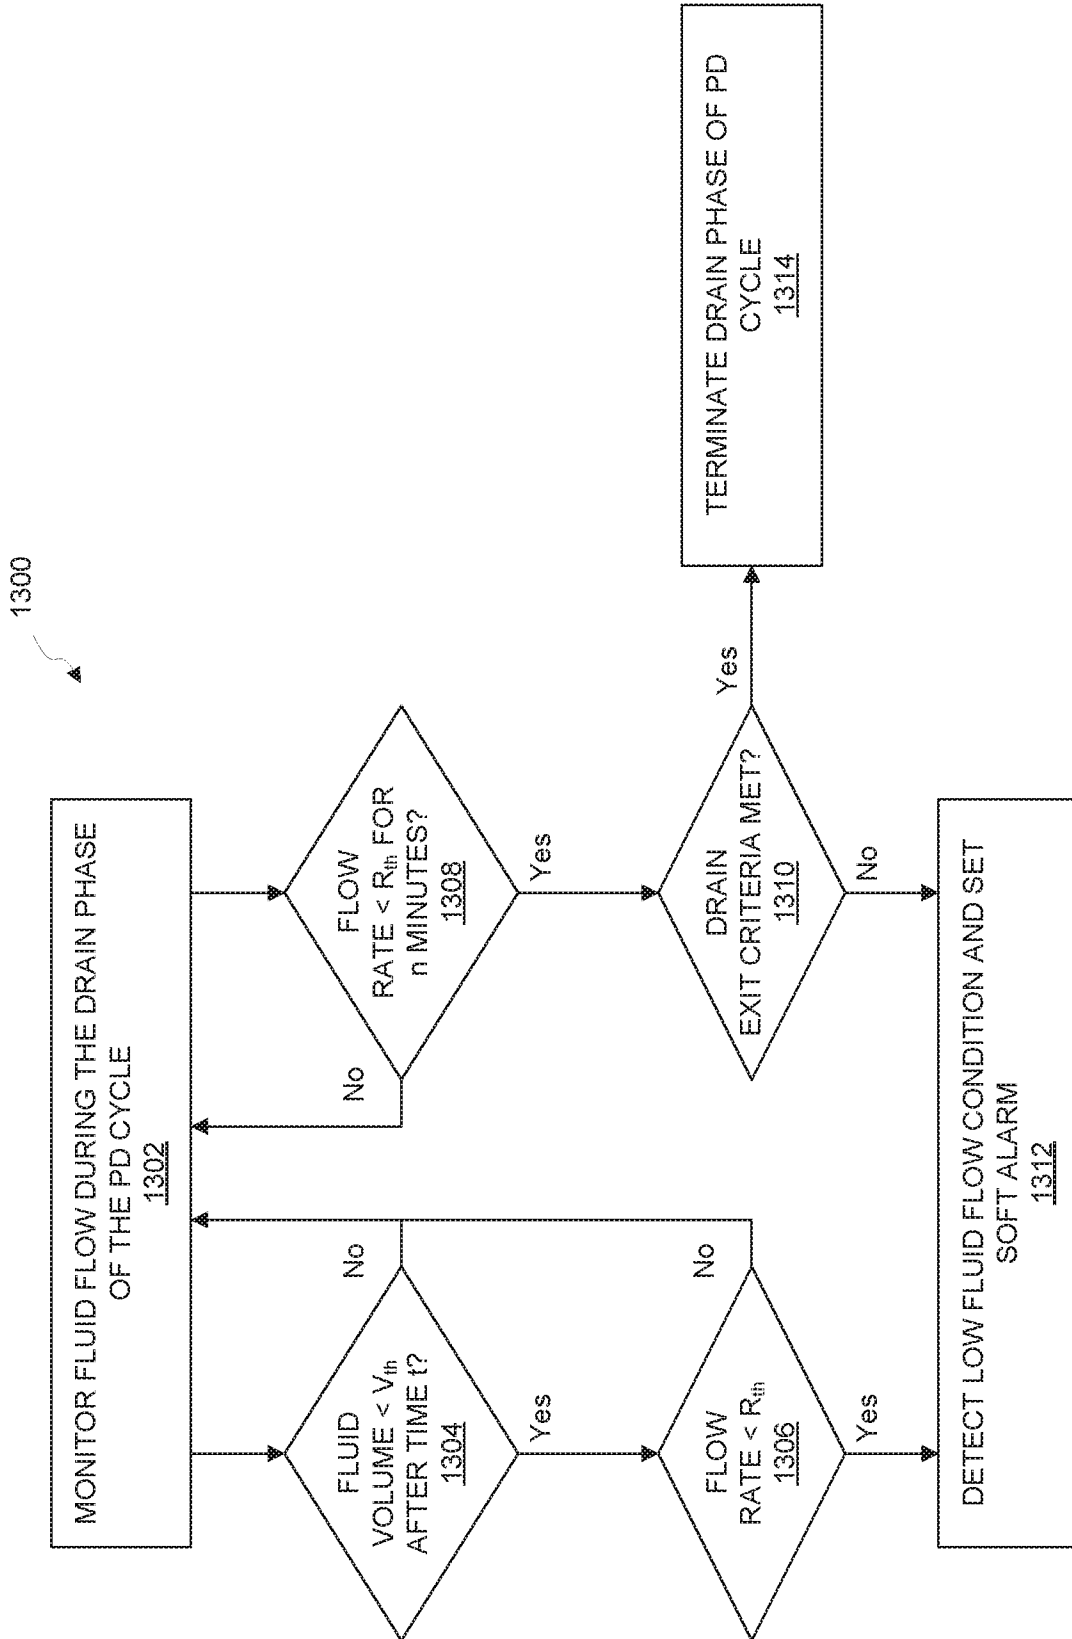 1300
MONITOR FLUID FLOW DURING THE DRAIN PHASE
OF THE PD CYCLE
1302
FLUID
VOLUME < Vth
AFTER TIME t?
1304
No
Yes
FLOW
RATE < Rth
1306
No
Yes
FLOW
RATE < Rth FOR
n MINUTES?
1308
No
Yes
DRAIN
EXIT CRITERIA MET?
1310
Yes
No
DETECT LOW FLUID FLOW CONDITION AND SET
SOFT ALARM
1312
TERMINATE DRAIN PHASE OF PD
CYCLE
1314